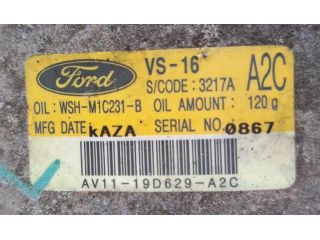 Ford VS-16 A2C
S/CODE : 3217A
OIL : WSH-M1C231-B OIL AMOUNT : 120 g
MFG DATE KAZA SERIAL NO. 0867
AV11-19D629-A2C